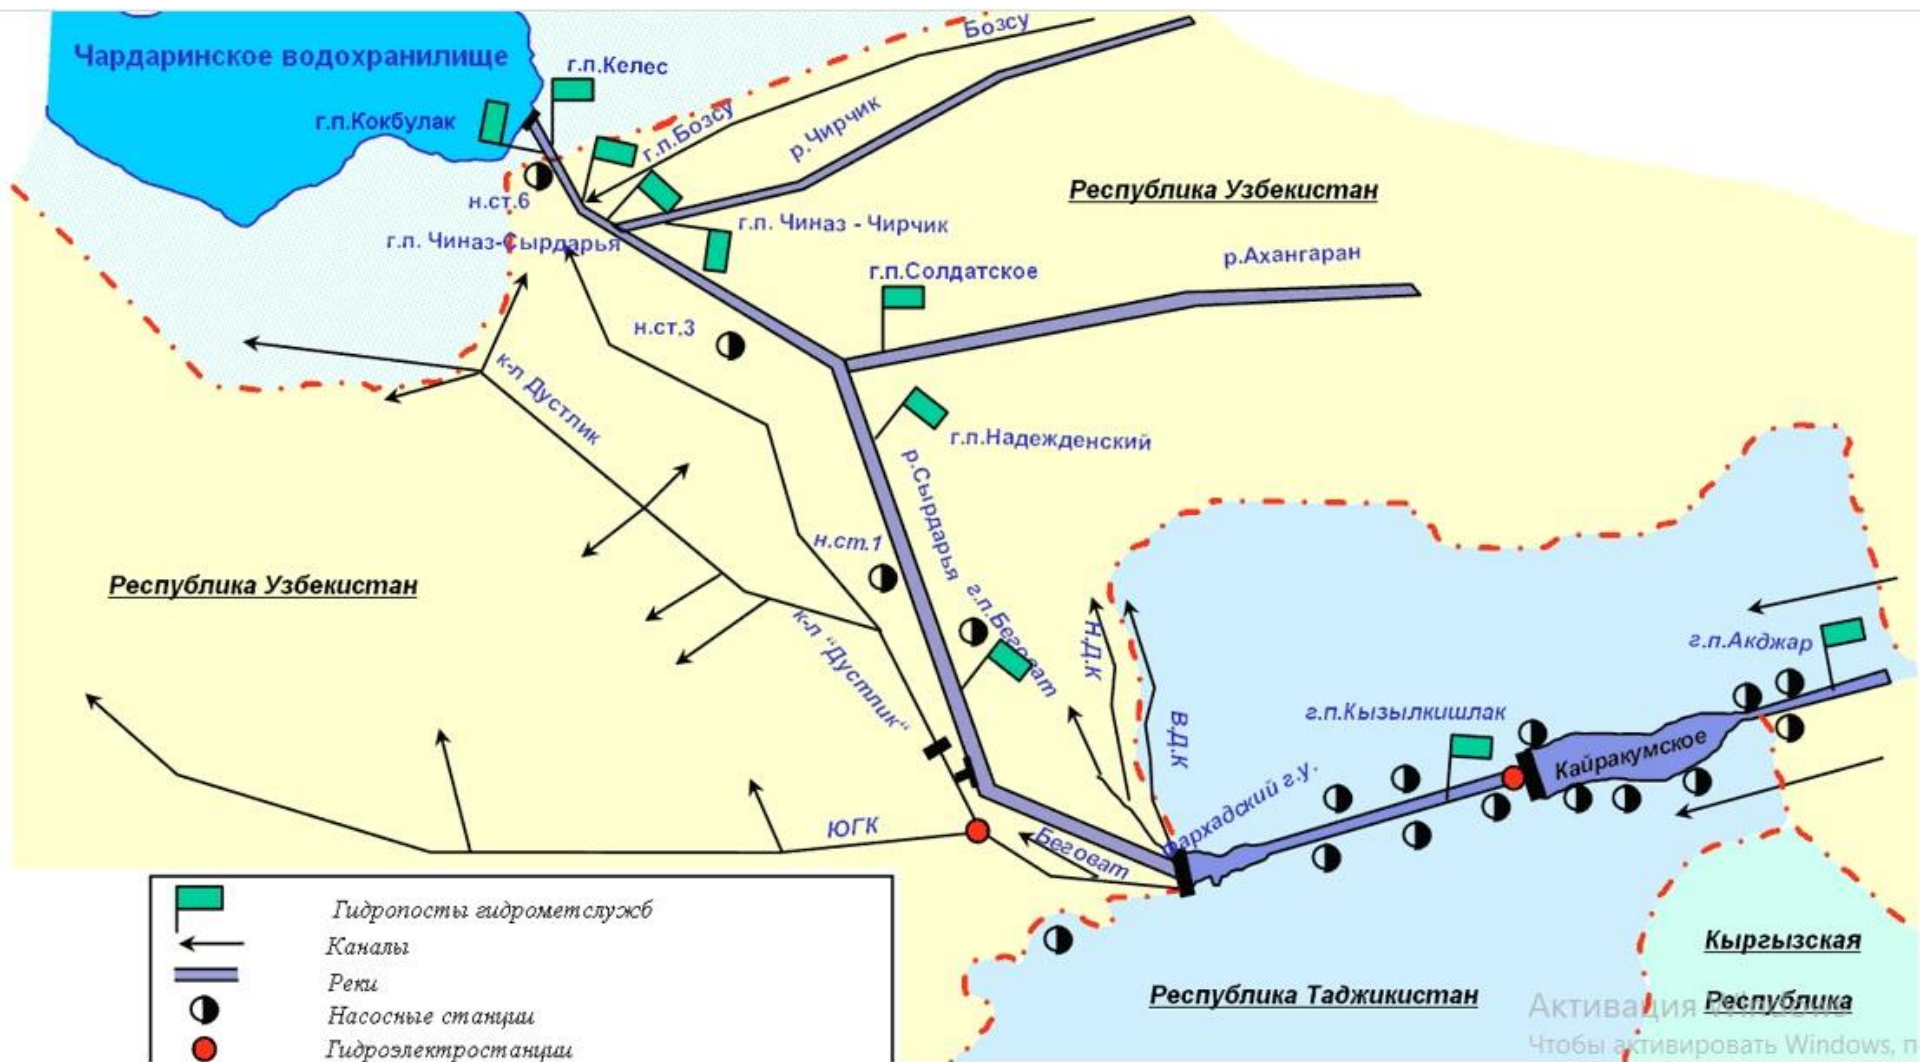 Чардаринское водохранилище
г.п.Келес
Бозсу
г.п.Кокбулак
г.п.Бозсу
р.Чирчик
н.ст.6
Республика Узбекистан
г.п. Чиназ - Чирчик
г.п. Чиназ-Сырдарья
р.Ахангаран
г.п.Солдатское
н.ст.3
к-л Дустлик
г.п.Надежденский
р.Сырдарья
н.ст.1
г.п.Беговат
Республика Узбекистан
к-л “Дустлик“
Н.Д.К
В.Д.К
г.п.Акджар
г.п.Кызылкишлак
Кайракумское
Фархадский г.у.
ЮГК
Беговат
Гидропосты гидрометслужб
Каналы
Реки
Насосные станции
Гидроэлектростанции
Республика Таджикистан
Кыргызская
Республика
Активация Windows
Чтобы активировать Windows, п